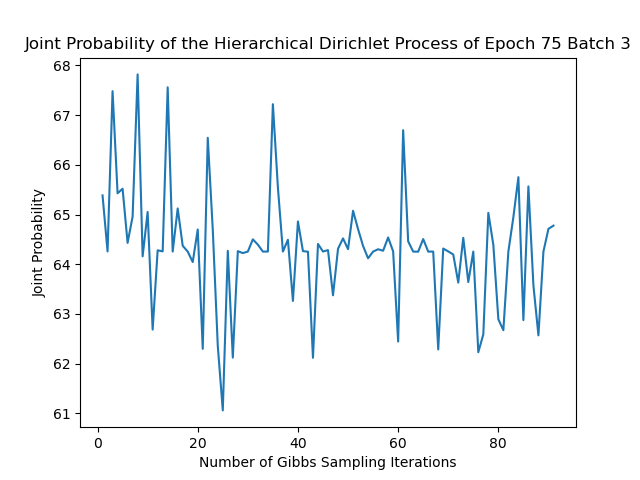 Joint Probability of the Hierarchical Dirichlet Process of Epoch 75 Batch 3
68
67
66
65
64
63
62
61
Joint Probability
0 20 40 60 80
Number of Gibbs Sampling Iterations